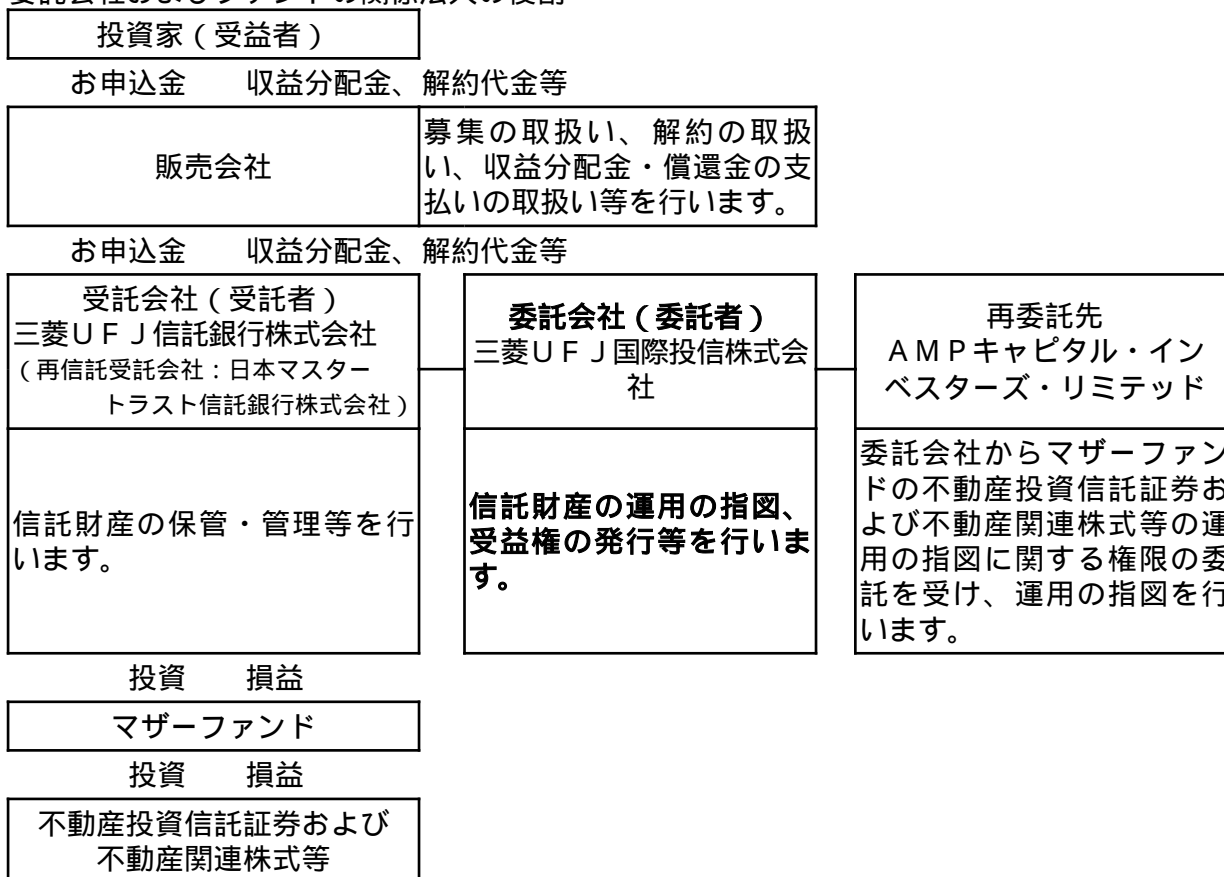 投資家(受益者)
お申込金 収益分配金、解約代金等
販売会社
募集の取扱い、解約の取扱
い、収益分配金・償還金の支
払いの取扱い等を行います。
お申込金 収益分配金、解約代金等
受託会社(受託者)
三菱UFJ信託銀行株式会社
(再信託受託会社:日本マスター
トラスト信託銀行株式会社)
委託会社(委託者)
三菱UFJ国際投信株式会
社
再委託先
AMPキャピタル・イン
ベスターズ・リミテッド
信託財産の保管・管理等を行
います。
信託財産の運用の指図、
受益権の発行等を行いま
す。
委託会社からマザーファン
ドの不動産投資信託証券お
よび不動産関連株式等の運
用の指図に関する権限の委
託を受け、運用の指図を行
います。
投資 損益
マザーファンド
投資 損益
不動産投資信託証券および
不動産関連株式等